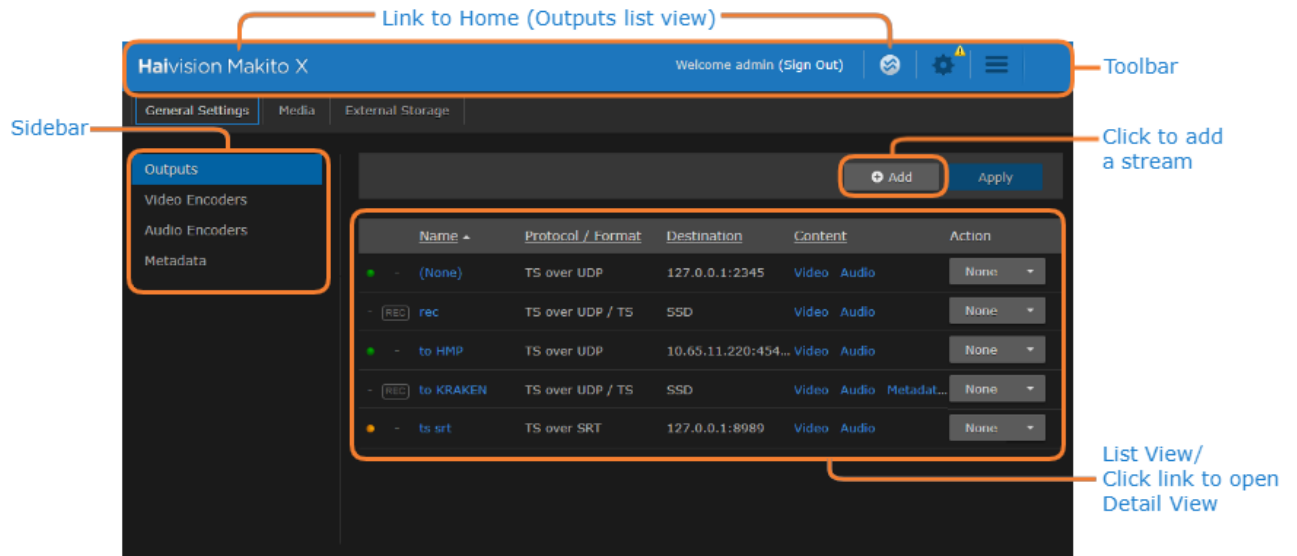 Link to Home (Outputs list view)
Haivision Makito X
Welcome admin (Sign Out)
Toolbar
General Settings
Media
External Storage
Sidebar
Click to add
a stream
Outputs
Video Encoders
Audio Encoders
Metadata
Add
Apply
Name Protocol / Format Destination Content Action
- (None) TS over UDP 127.0.0.1:2345 Video Audio None
- REC rec TS over UDP / TS SSD Video Audio None
- to HMP TS over UDP 10.65.11.220:454... Video Audio None
- REC to KRAKEN TS over UDP / TS SSD Video Audio Metadat... None
- ts srt TS over SRT 127.0.0.1:8989 Video Audio None
List View/
Click link to open
Detail View